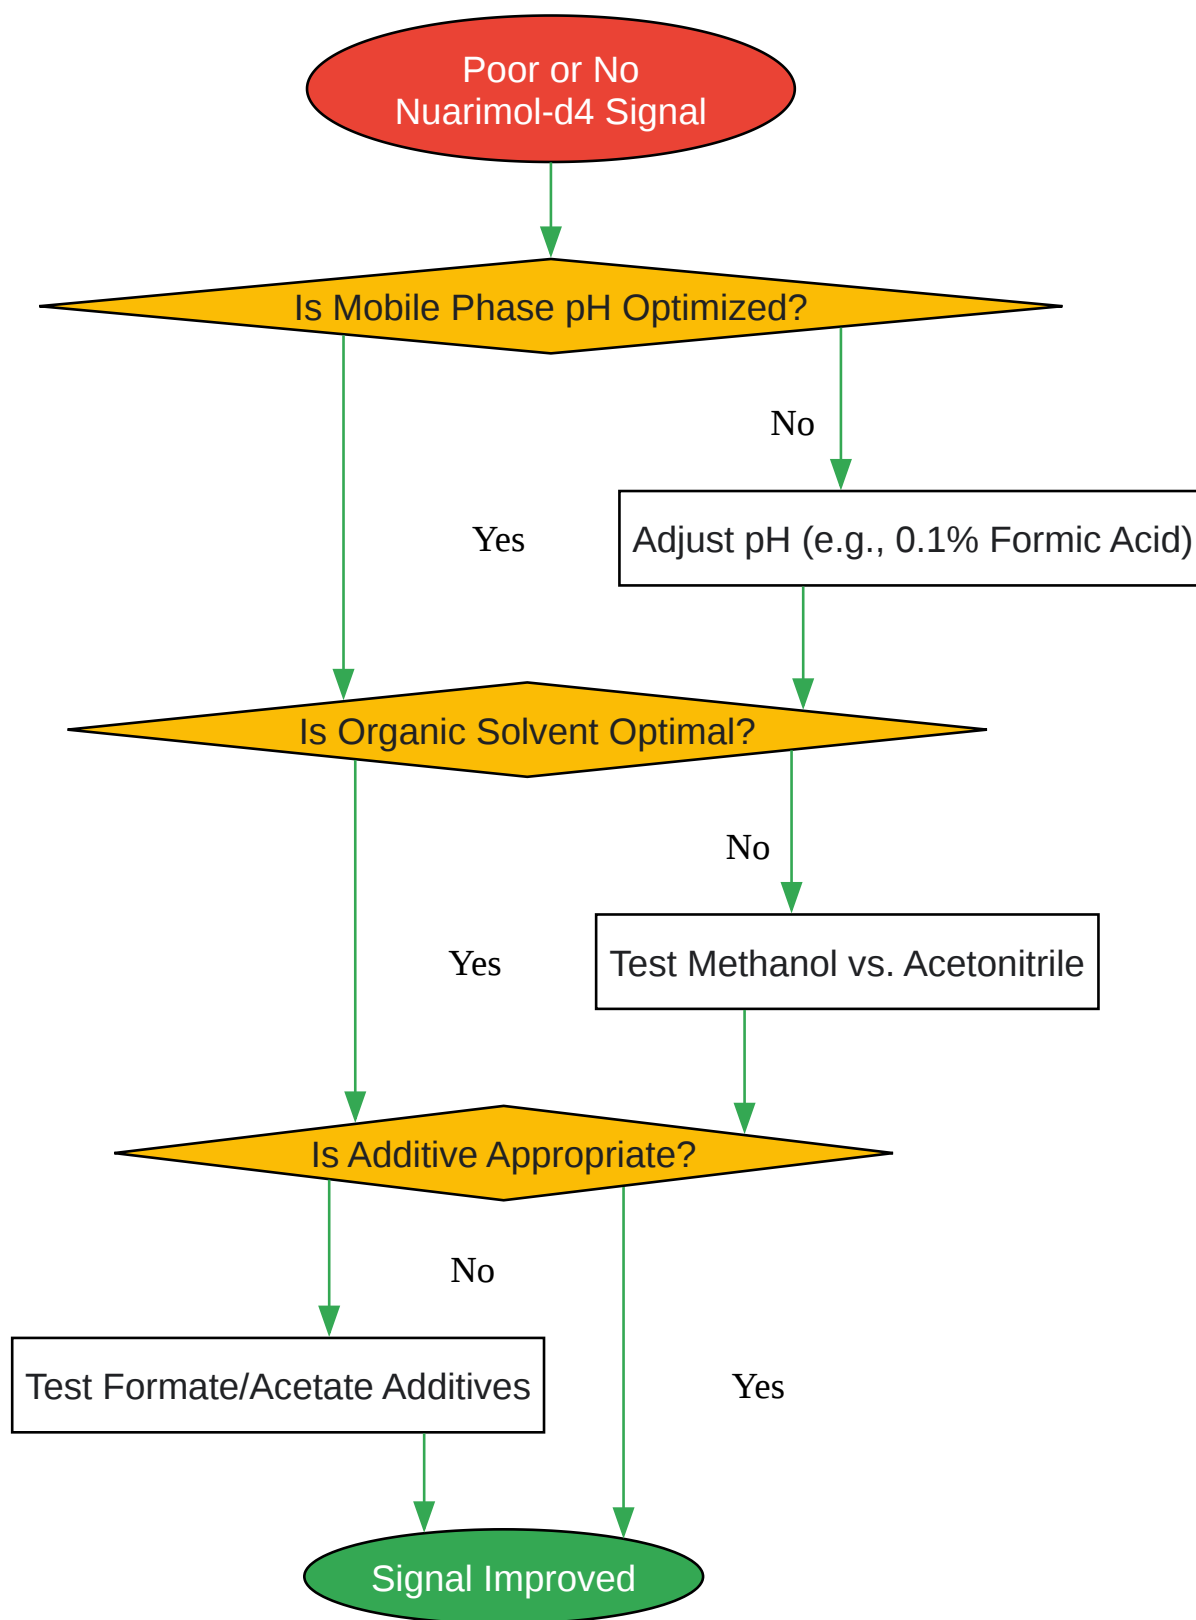 Poor or No
Nuarimol-d4 Signal
Is Mobile Phase pH Optimized?
No
Yes
Adjust pH (e.g., 0.1% Formic Acid)
Is Organic Solvent Optimal?
No
Yes
Test Methanol vs. Acetonitrile
Is Additive Appropriate?
No
Test Formate/Acetate Additives
Yes
Signal Improved